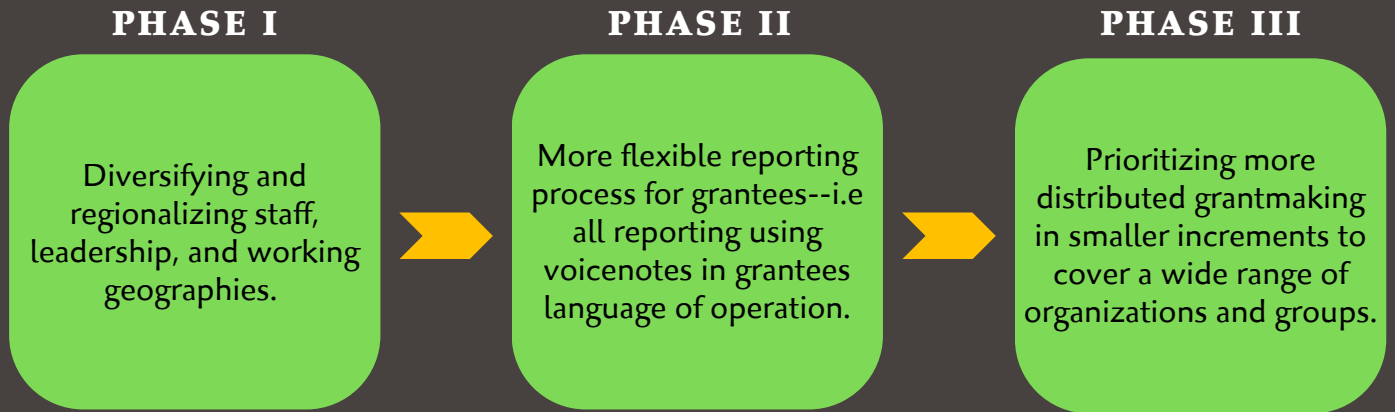 PHASE I
Diversifying and
regionalizing staff,
leadership, and working
geographies.
PHASE II
More flexible reporting
process for grantees--i.e
all reporting using
voicenotes in grantees
language of operation.
PHASE III
Prioritizing more
distributed grantmaking
in smaller increments to
cover a wide range of
organizations and groups.